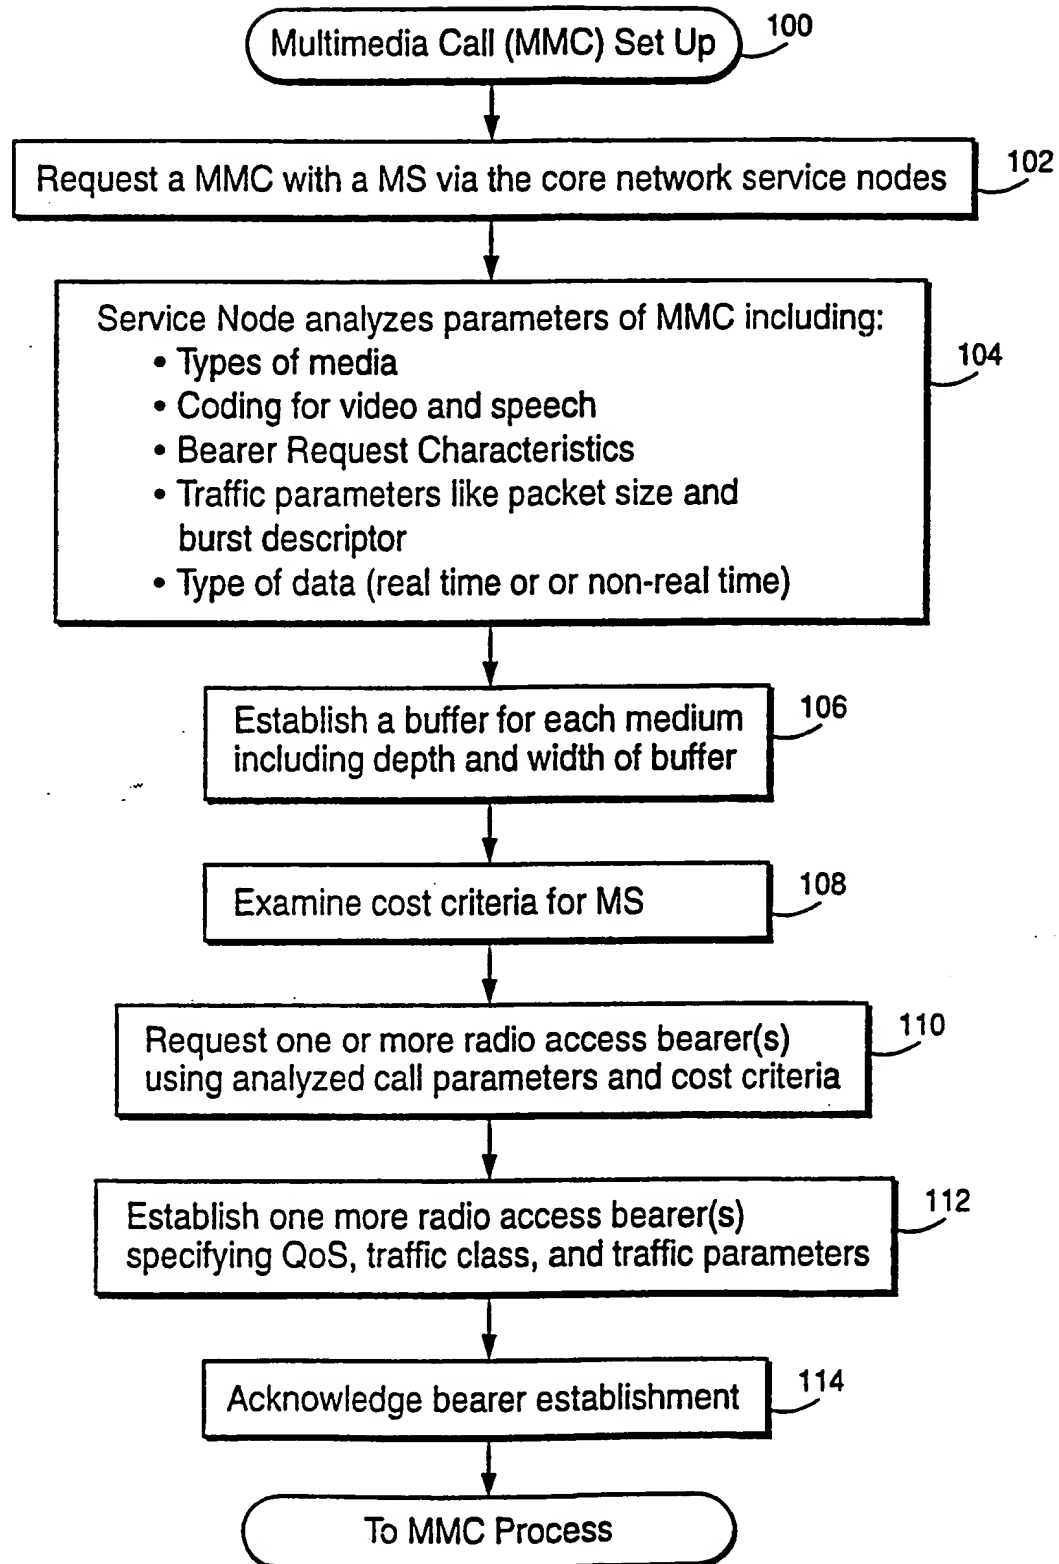 Multimedia Call (MMC) Set Up
100
Request a MMC with a MS via the core network service nodes
102
Service Node analyzes parameters of MMC including:
• Types of media
• Coding for video and speech
• Bearer Request Characteristics
• Traffic parameters like packet size and
burst descriptor
• Type of data (real time or or non-real time)
104
Establish a buffer for each medium
including depth and width of buffer
106
Examine cost criteria for MS
108
Request one or more radio access bearer(s)
using analyzed call parameters and cost criteria
110
Establish one more radio access bearer(s)
specifying QoS, traffic class, and traffic parameters
112
Acknowledge bearer establishment
114
To MMC Process